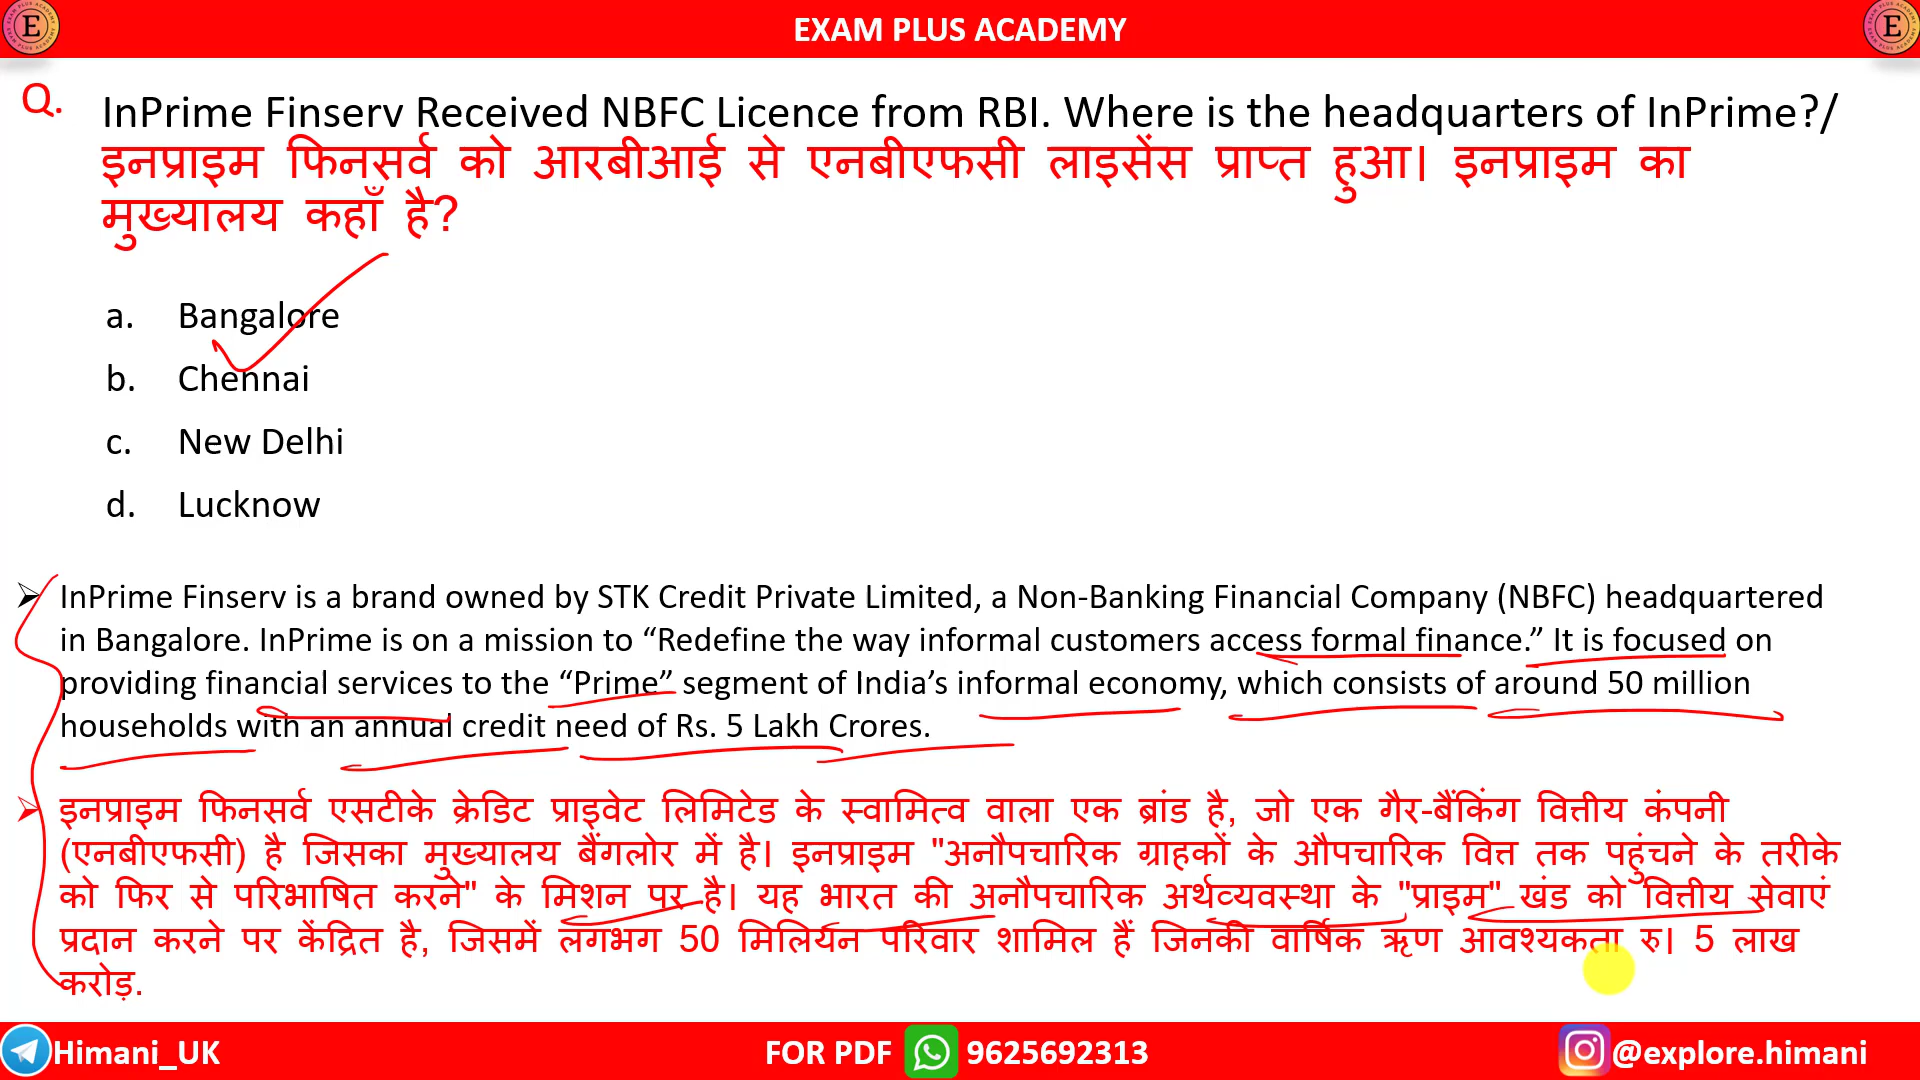 EXAM PLUS ACADEMY
Q. InPrime Finserv Received NBFC Licence from RBI. Where is the headquarters of InPrime?/
इनप्राइम फिनसर्व को आरबीआई से एनबीएफसी लाइसेंस प्राप्त हुआ। इनप्राइम का
मुख्यालय कहाँ है?
a. Bangalore
b. Chennai
c. New Delhi
d. Lucknow
InPrime Finserv is a brand owned by STK Credit Private Limited, a Non-Banking Financial Company (NBFC) headquartered
in Bangalore. InPrime is on a mission to “Redefine the way informal customers access formal finance.” It is focused on
providing financial services to the “Prime” segment of India’s informal economy, which consists of around 50 million
households with an annual credit need of Rs. 5 Lakh Crores.
इनप्राइम फिनसर्व एसटीके क्रेडिट प्राइवेट लिमिटेड के स्वामित्व वाला एक ब्रांड है, जो एक गैर-बैंकिंग वित्तीय कंपनी
(एनबीएफसी) है जिसका मुख्यालय बैंगलोर में है। इनप्राइम "अनौपचारिक ग्राहकों के औपचारिक वित्त तक पहुंचने के तरीके
को फिर से परिभाषित करने" के मिशन पर है। यह भारत की अनौपचारिक अर्थव्यवस्था के "प्राइम" खंड को वित्तीय सेवाएं
प्रदान करने पर केंद्रित है, जिसमें लगभग 50 मिलियन परिवार शामिल हैं जिनकी वार्षिक ऋण आवश्यकता रु। 5 लाख
करोड़.
Himani_UK
FOR PDF 9625692313
@explore.himani